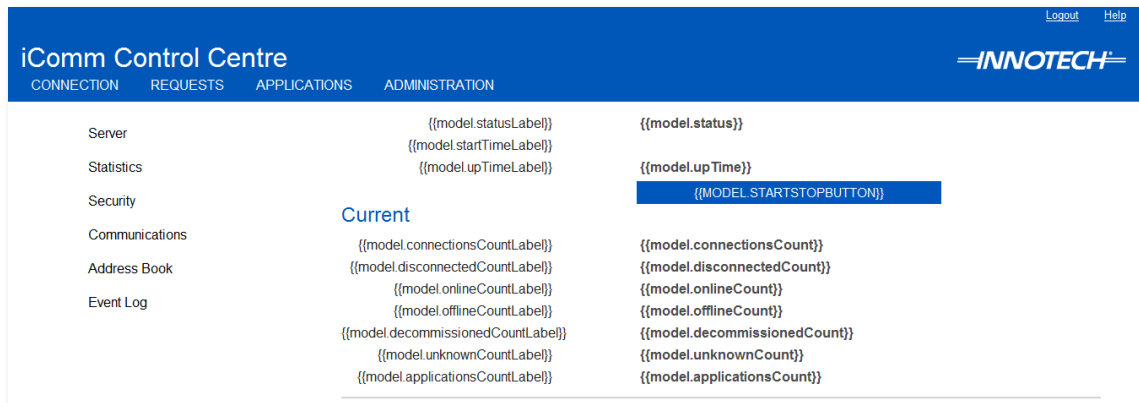 Logout Help
iComm Control Centre
INNOTECH®
CONNECTION REQUESTS APPLICATIONS ADMINISTRATION
Server
Statistics
Security
Communications
Address Book
Event Log
{{model.statusLabel}} {{model.status}}
{{model.startTimeLabel}}
{{model.upTimeLabel}} {{model.upTime}}
{{MODEL.STARTSTOPBUTTON}}
Current
{{model.connectionsCountLabel}} {{model.connectionsCount}}
{{model.disconnectedCountLabel}} {{model.disconnectedCount}}
{{model.onlineCountLabel}} {{model.onlineCount}}
{{model.offlineCountLabel}} {{model.offlineCount}}
{{model.decommissionedCountLabel}} {{model.decommissionedCount}}
{{model.unknownCountLabel}} {{model.unknownCount}}
{{model.applicationsCountLabel}} {{model.applicationsCount}}